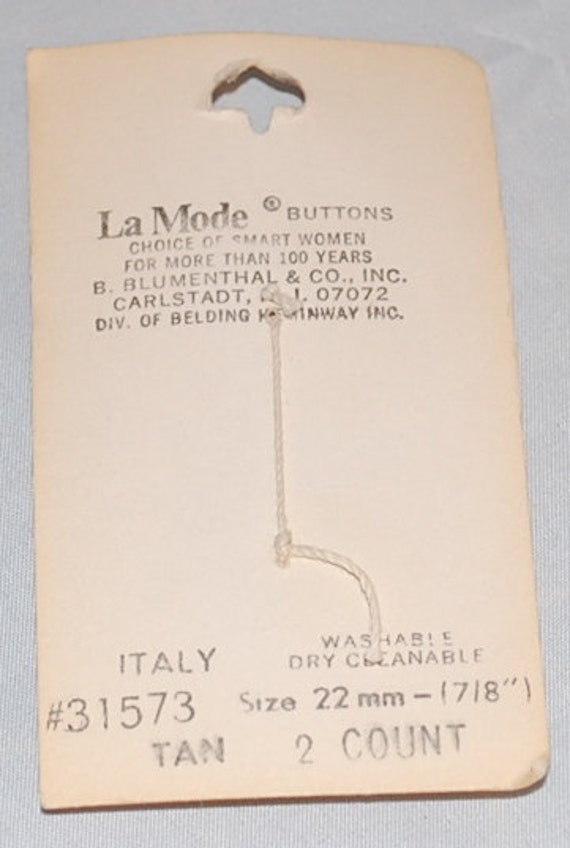 La Mode ® BUTTONS
CHOICE OF SMART WOMEN
FOR MORE THAN 100 YEARS
B. BLUMENTHAL & CO., INC.
CARLSTADT, J. 07072
DIV. OF BELDING INC.
WASHABLE
ITALY DRY CLEANABLE
#31573 Size 22 mm - (7/8")
TAN 2 COUNT